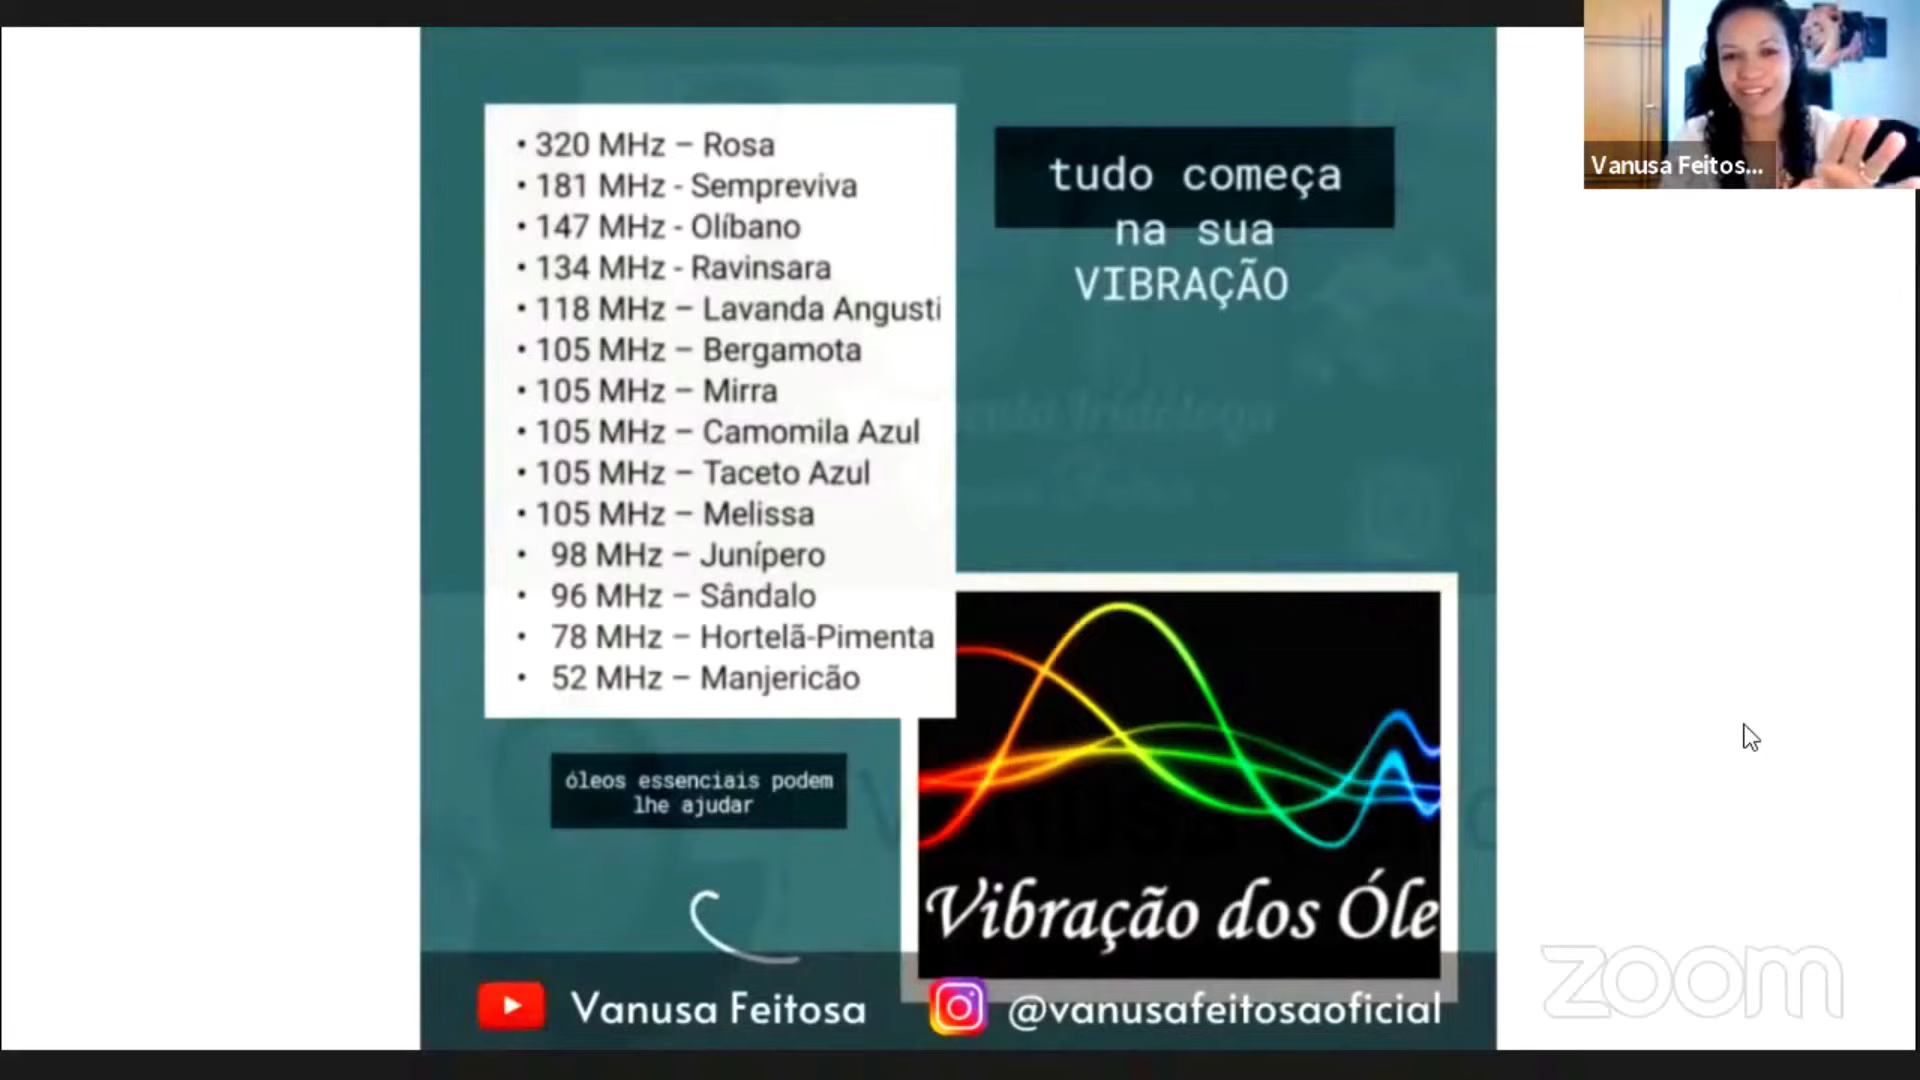 Vanusa Feitos...
• 320 MHz – Rosa
• 181 MHz - Sempreviva
• 147 MHz - Olíbano
• 134 MHz - Ravinsara
• 118 MHz – Lavanda Angusti
• 105 MHz – Bergamota
• 105 MHz – Mirra
• 105 MHz – Camomila Azul
• 105 MHz – Taceto Azul
• 105 MHz – Melissa
• 98 MHz – Junípero
• 96 MHz – Sândalo
• 78 MHz – Hortelã-Pimenta
• 52 MHz – Manjericão
tudo começa
na sua
VIBRAÇÃO
óleos essenciais podem
lhe ajudar
Vibração dos Óle
Vanusa Feitosa
@vanusafeitosaoficial
zoom